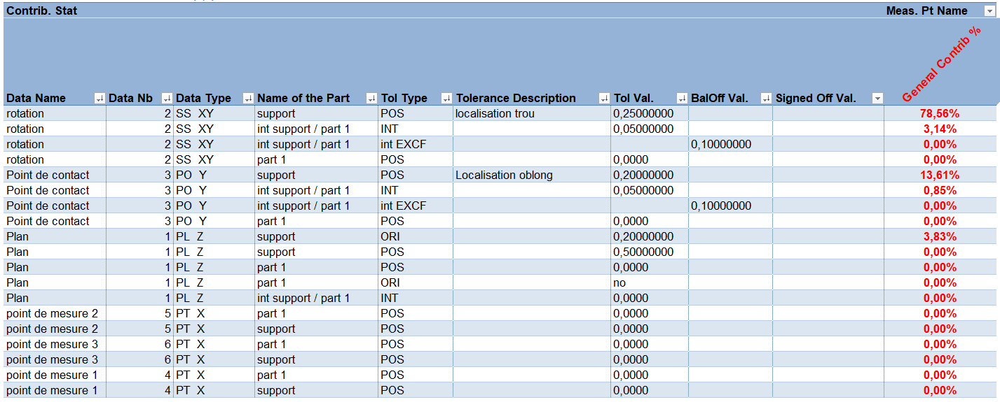 Contrib. Stat Meas. Pt Name
General Contrib %
Data Name Data Nb Data Type Name of the Part Tol Type Tolerance Description Tol Val. BalOff Val. Signed Off Val.
rotation 2 SS XY support POS localisation trou 0,25000000 78,56%
rotation 2 SS XY int support / part 1 INT 0,05000000 3,14%
rotation 2 SS XY int support / part 1 int EXCF 0,10000000 0,00%
rotation 2 SS XY part 1 POS 0,0000 0,00%
Point de contact 3 PO Y support POS Localisation oblong 0,20000000 13,61%
Point de contact 3 PO Y int support / part 1 INT 0,05000000 0,85%
Point de contact 3 PO Y int support / part 1 int EXCF 0,10000000 0,00%
Point de contact 3 PO Y part 1 POS 0,0000 0,00%
Plan 1 PL Z support ORI 0,20000000 3,83%
Plan 1 PL Z support POS 0,50000000 0,00%
Plan 1 PL Z part 1 POS 0,0000 0,00%
Plan 1 PL Z part 1 ORI no 0,00%
Plan 1 PL Z int support / part 1 INT 0,0000 0,00%
point de mesure 2 5 PT X part 1 POS 0,0000 0,00%
point de mesure 2 5 PT X support POS 0,0000 0,00%
point de mesure 3 6 PT X part 1 POS 0,0000 0,00%
point de mesure 3 6 PT X support POS 0,0000 0,00%
point de mesure 1 4 PT X part 1 POS 0,0000 0,00%
point de mesure 1 4 PT X support POS 0,0000 0,00%